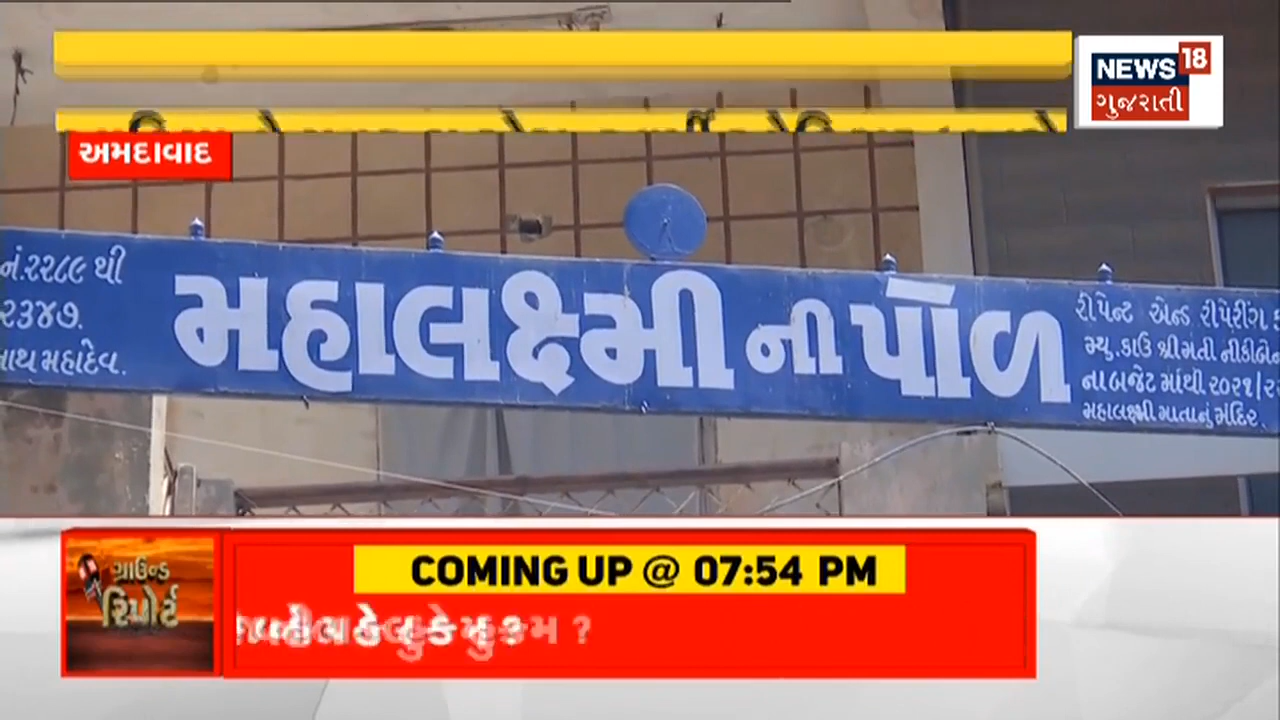 NEWS 18
ગુજરાતી
અમદાવાદ
નં.૨૨૮૯ થી
૨૩૪૭.
નાથ મહાદેવ.
મહાલક્ષ્મી ની પોળ
રીપેન્ટ એન્ડ રીપેરીંગ
મ્યુ.કાઉ શ્રીમતી નીકીબેન
ના બજેટ માંથી ૨૦૨૧/૨૨
મહાલક્ષ્મી માતાનું મંદિર.
ગ્રાઉન્ડ
રિપોર્ટ
COMING UP @ 07:54 PM